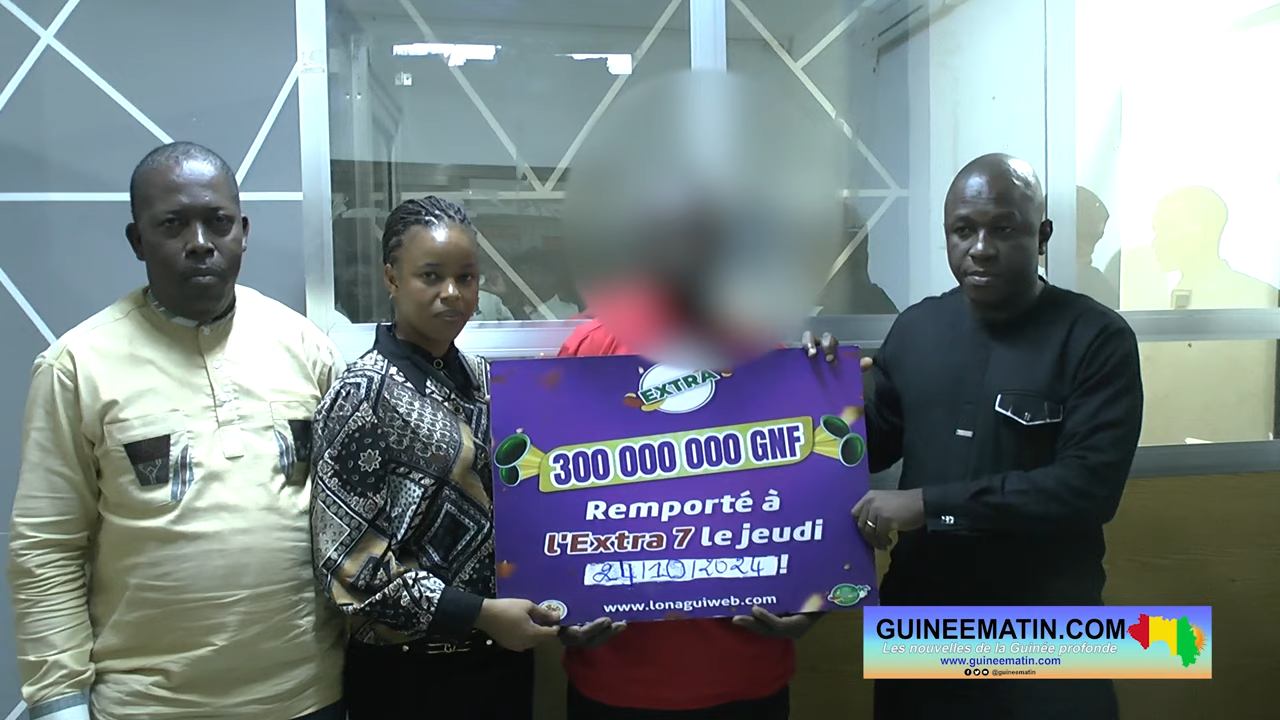 EXTRA
300 000 000 GNF
Remporté à
l'Extra 7 le jeudi
24/10/2024!
www.lonaguiweb.com
GUINEEMATIN.COM
Les nouvelles de la Guinée profonde
www.guineematin.com
@guineematin